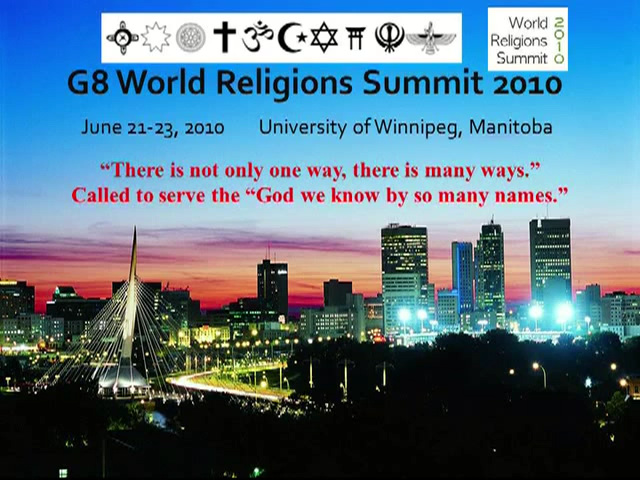 World
Religions
Summit
2010
G8 World Religions Summit 2010
June 21-23, 2010 University of Winnipeg, Manitoba
“There is not only one way, there is many ways.”
Called to serve the “God we know by so many names.”